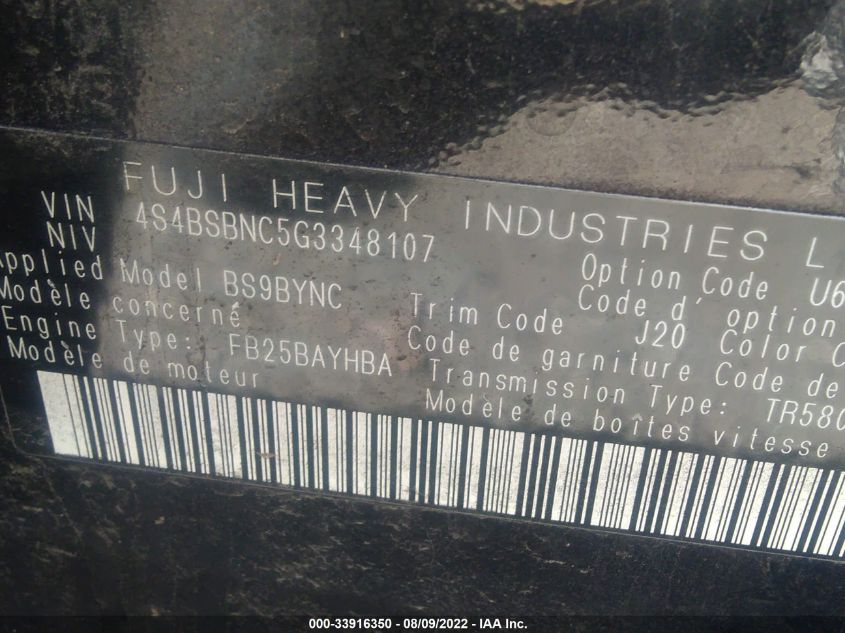 FUJI HEAVY INDUSTRIES L
VIN 4S4BSBNC5G3348107
NIV
Option Code U6
Applied Model BS9BYNC
Code d'option
Modèle concerné
Trim Code J20 Color C
Engine Type: FB25BAYHBA
Code de garniture Code de
Modèle de moteur
Transmission Type: TR580
Modèle de boîtes vitesse
000-33916350 - 08/09/2022 - IAA Inc.